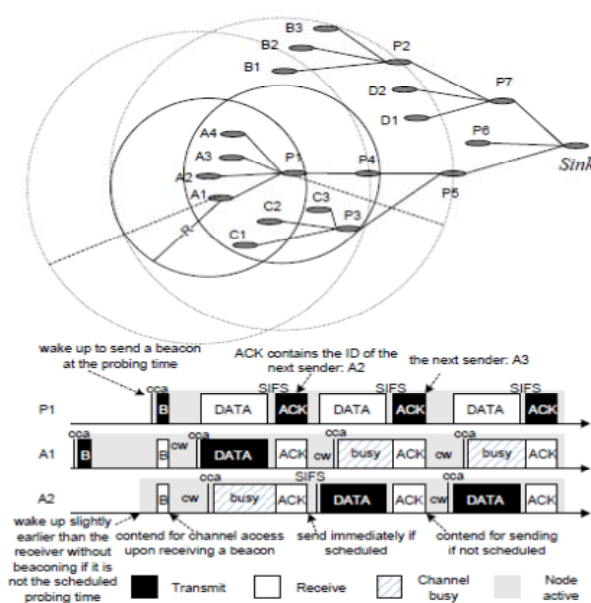 B3
B2
P2
B1
D2
P7
D1
P6
A4
A3
P1
P4
Sink
A2
A1
P5
C3
C2
P3
R
C1
wake up to send a beacon
at the probing time
ACK contains the ID of the
next sender: A2
the next sender: A3
cca
SIFS
SIFS
SIFS
P1
B
DATA
ACK
DATA
ACK
DATA
ACK
cca
cca
cca
cca
A1
B
B
cw
DATA
ACK
cw
busy
ACK
cw
busy
ACK
cca
SIFS
cca
A2
B
cw
busy
ACK
DATA
ACK
cw
DATA
ACK
wake up slightly
earlier than the
receiver without
beaconing if it is
not the scheduled
probing time
contend for channel access
upon receiving a beacon
send immediately if
scheduled
contend for sending
if not scheduled
Transmit
Receive
Channel
busy
Node
active